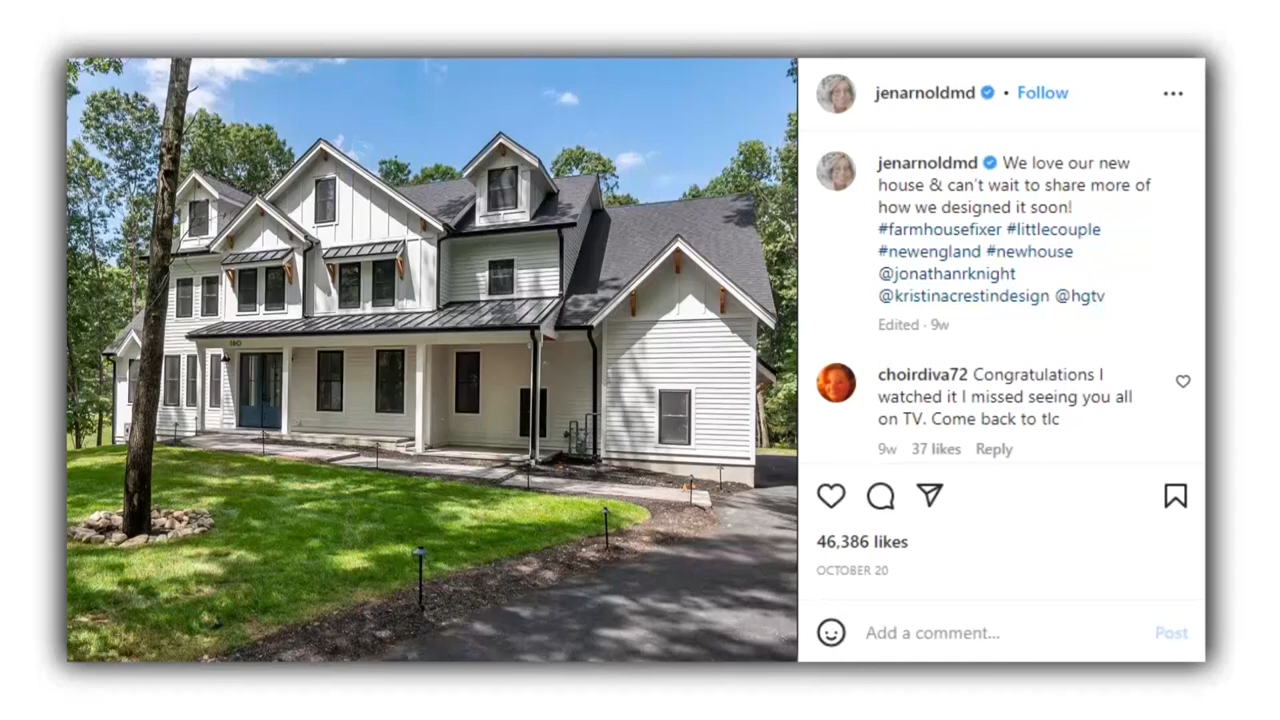 jenarnoldmd • Follow
jenarnoldmd We love our new
house & can't wait to share more of
how we designed it soon!
#farmhousefixer #littlecouple
#newengland #newhouse
@jonathanrknight
@kristinacrestindesign @hgtv
Edited · 9w
choirdiva72 Congratulations I
watched it I missed seeing you all
on TV. Come back to tlc
9w 37 likes Reply
46,386 likes
OCTOBER 20
Add a comment... Post
160